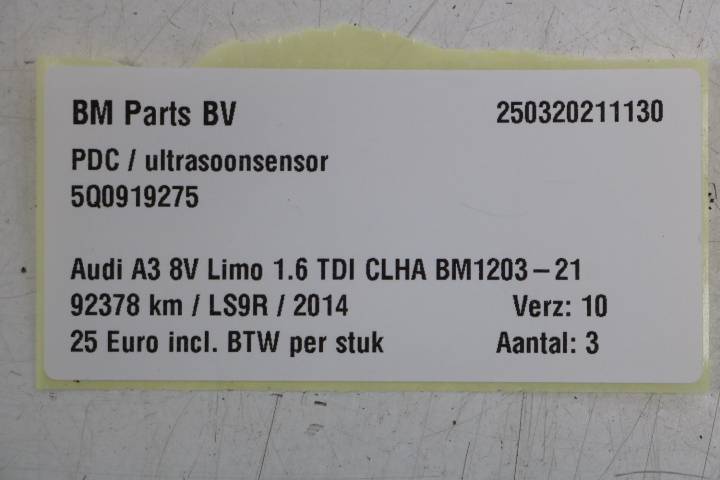 BM Parts BV 250320211130
PDC / ultrasoonsensor
5Q0919275
Audi A3 8V Limo 1.6 TDI CLHA BM1203-21
92378 km / LS9R / 2014 Verz: 10
25 Euro incl. BTW per stuk Aantal: 3